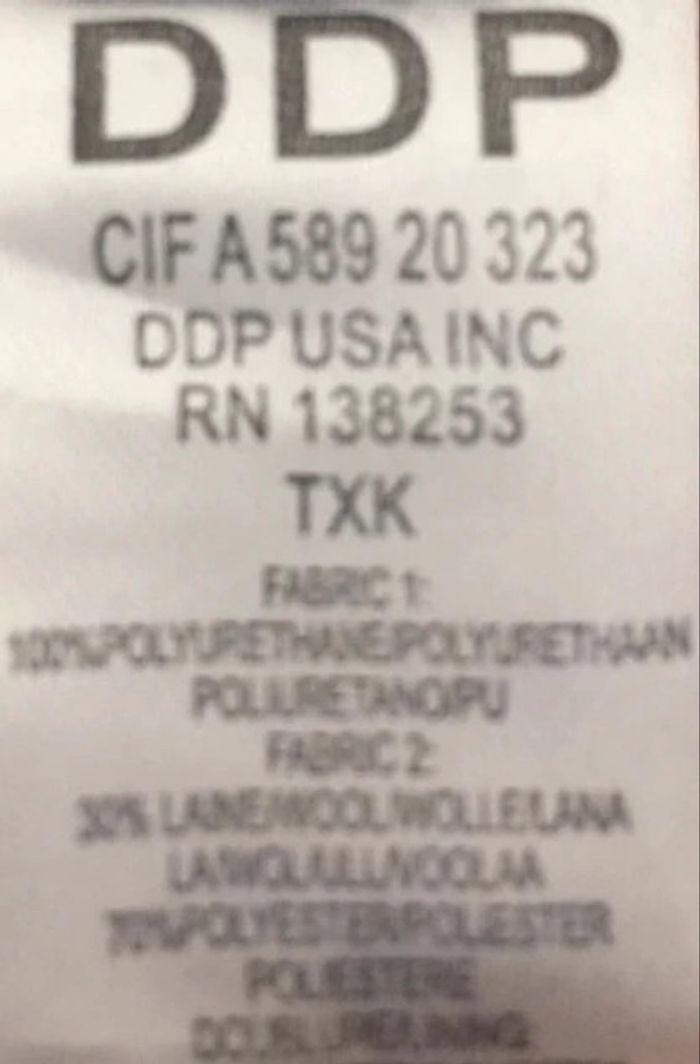 DDP
CIF A 589 20 323
DDP USA INC
RN 138253
TXK
FABRIC 1:
100%POLYURETHANE/POLYURETHAAN
POLIURETANO/PU
FABRIC 2:
30% LAINE/WOOL/WOLLE/LANA
70%POLYESTER/POLIESTER